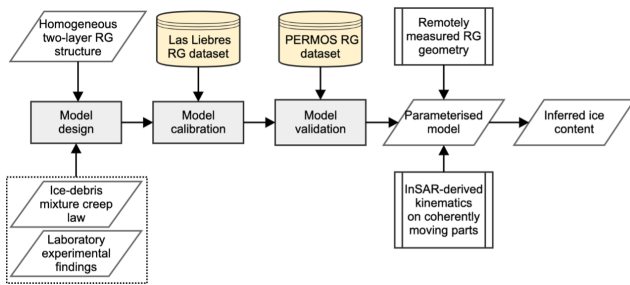 Homogeneous
two-layer RG
structure
Las Liebres
RG dataset
PERMOS RG
dataset
Remotely
measured RG
geometry
Model
design
Model
calibration
Model
validation
Parameterised
model
Inferred ice
content
Ice-debris
mixture creep
law
Laboratory
experimental
findings
InSAR-derived
kinematics
on coherently
moving parts